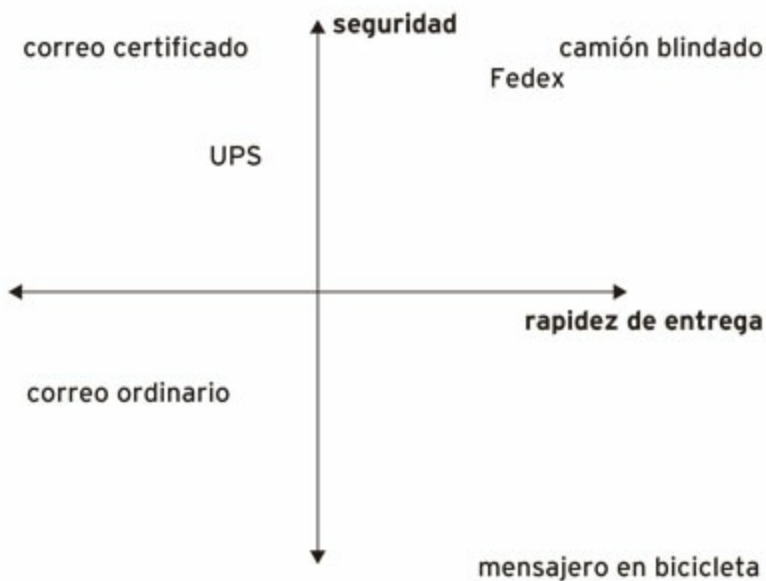 seguridad
correo certificado
camión blindado
Fedex
UPS
rapidez de entrega
correo ordinario
mensajero en bicicleta